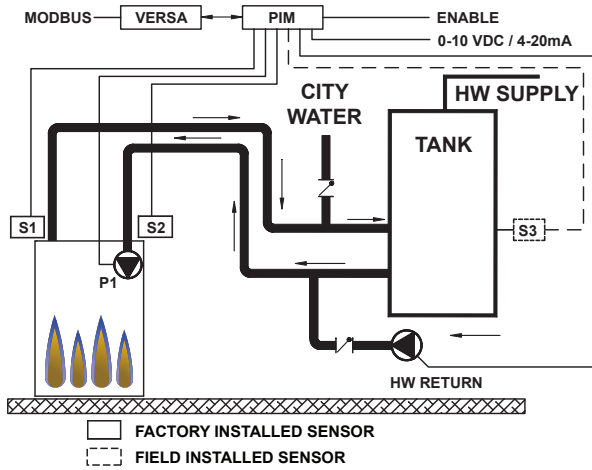 MODBUS
VERSA
PIM
ENABLE
0-10 VDC / 4-20mA
CITY
WATER
HW SUPPLY
TANK
S1
S2
S3
P1
HW RETURN
FACTORY INSTALLED SENSOR
FIELD INSTALLED SENSOR